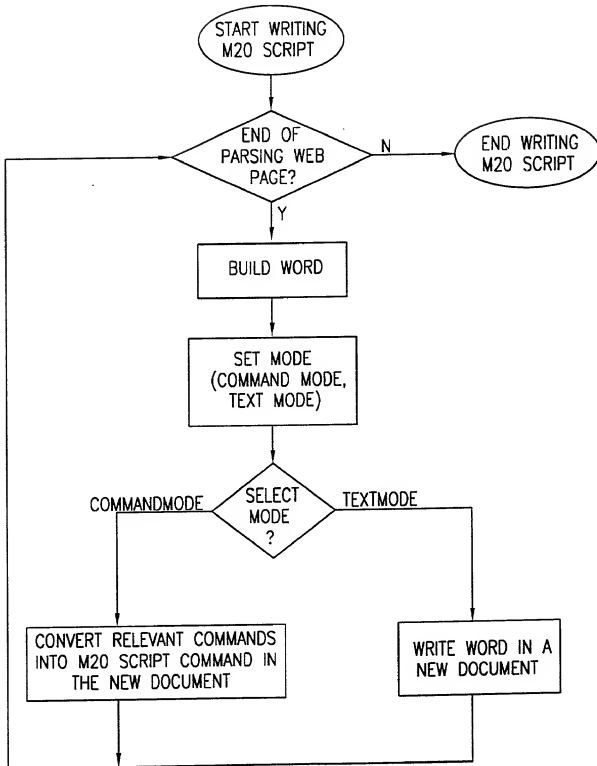 START WRITING
M20 SCRIPT
END OF
PARSING WEB
PAGE?
N
END WRITING
M20 SCRIPT
Y
BUILD WORD
SET MODE
(COMMAND MODE,
TEXT MODE)
COMMANDMODE
SELECT
MODE
?
TEXTMODE
CONVERT RELEVANT COMMANDS
INTO M20 SCRIPT COMMAND IN
THE NEW DOCUMENT
WRITE WORD IN A
NEW DOCUMENT